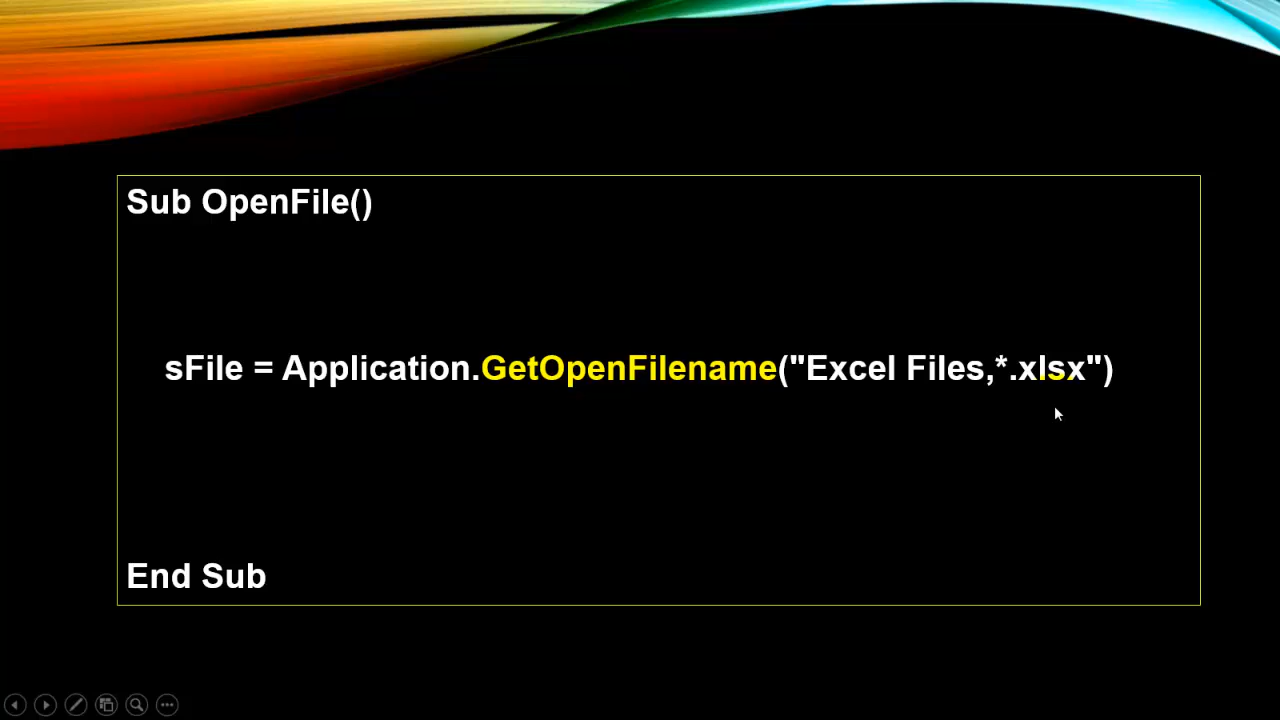 Sub OpenFile()
sFile = Application.GetOpenFilename("Excel Files,*.xlsx")
End Sub